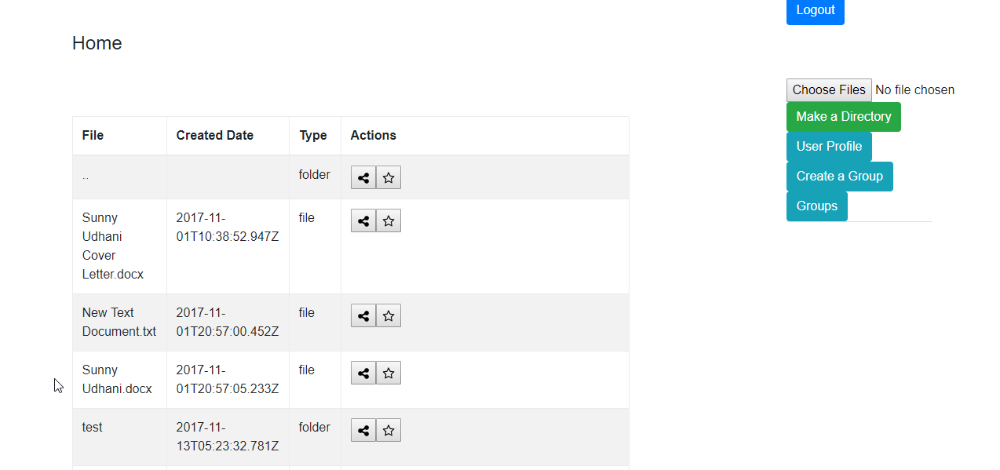 Logout
Home
Choose Files No file chosen
Make a Directory
User Profile
Create a Group
Groups
File Created Date Type Actions
.. folder
Sunny 2017-11- file
Udhani 01T10:38:52.947Z
Cover
Letter.docx
New Text 2017-11- file
Document.txt 01T20:57:00.452Z
Sunny 2017-11- file
Udhani.docx 01T20:57:05.233Z
test 2017-11- folder
13T05:23:32.781Z